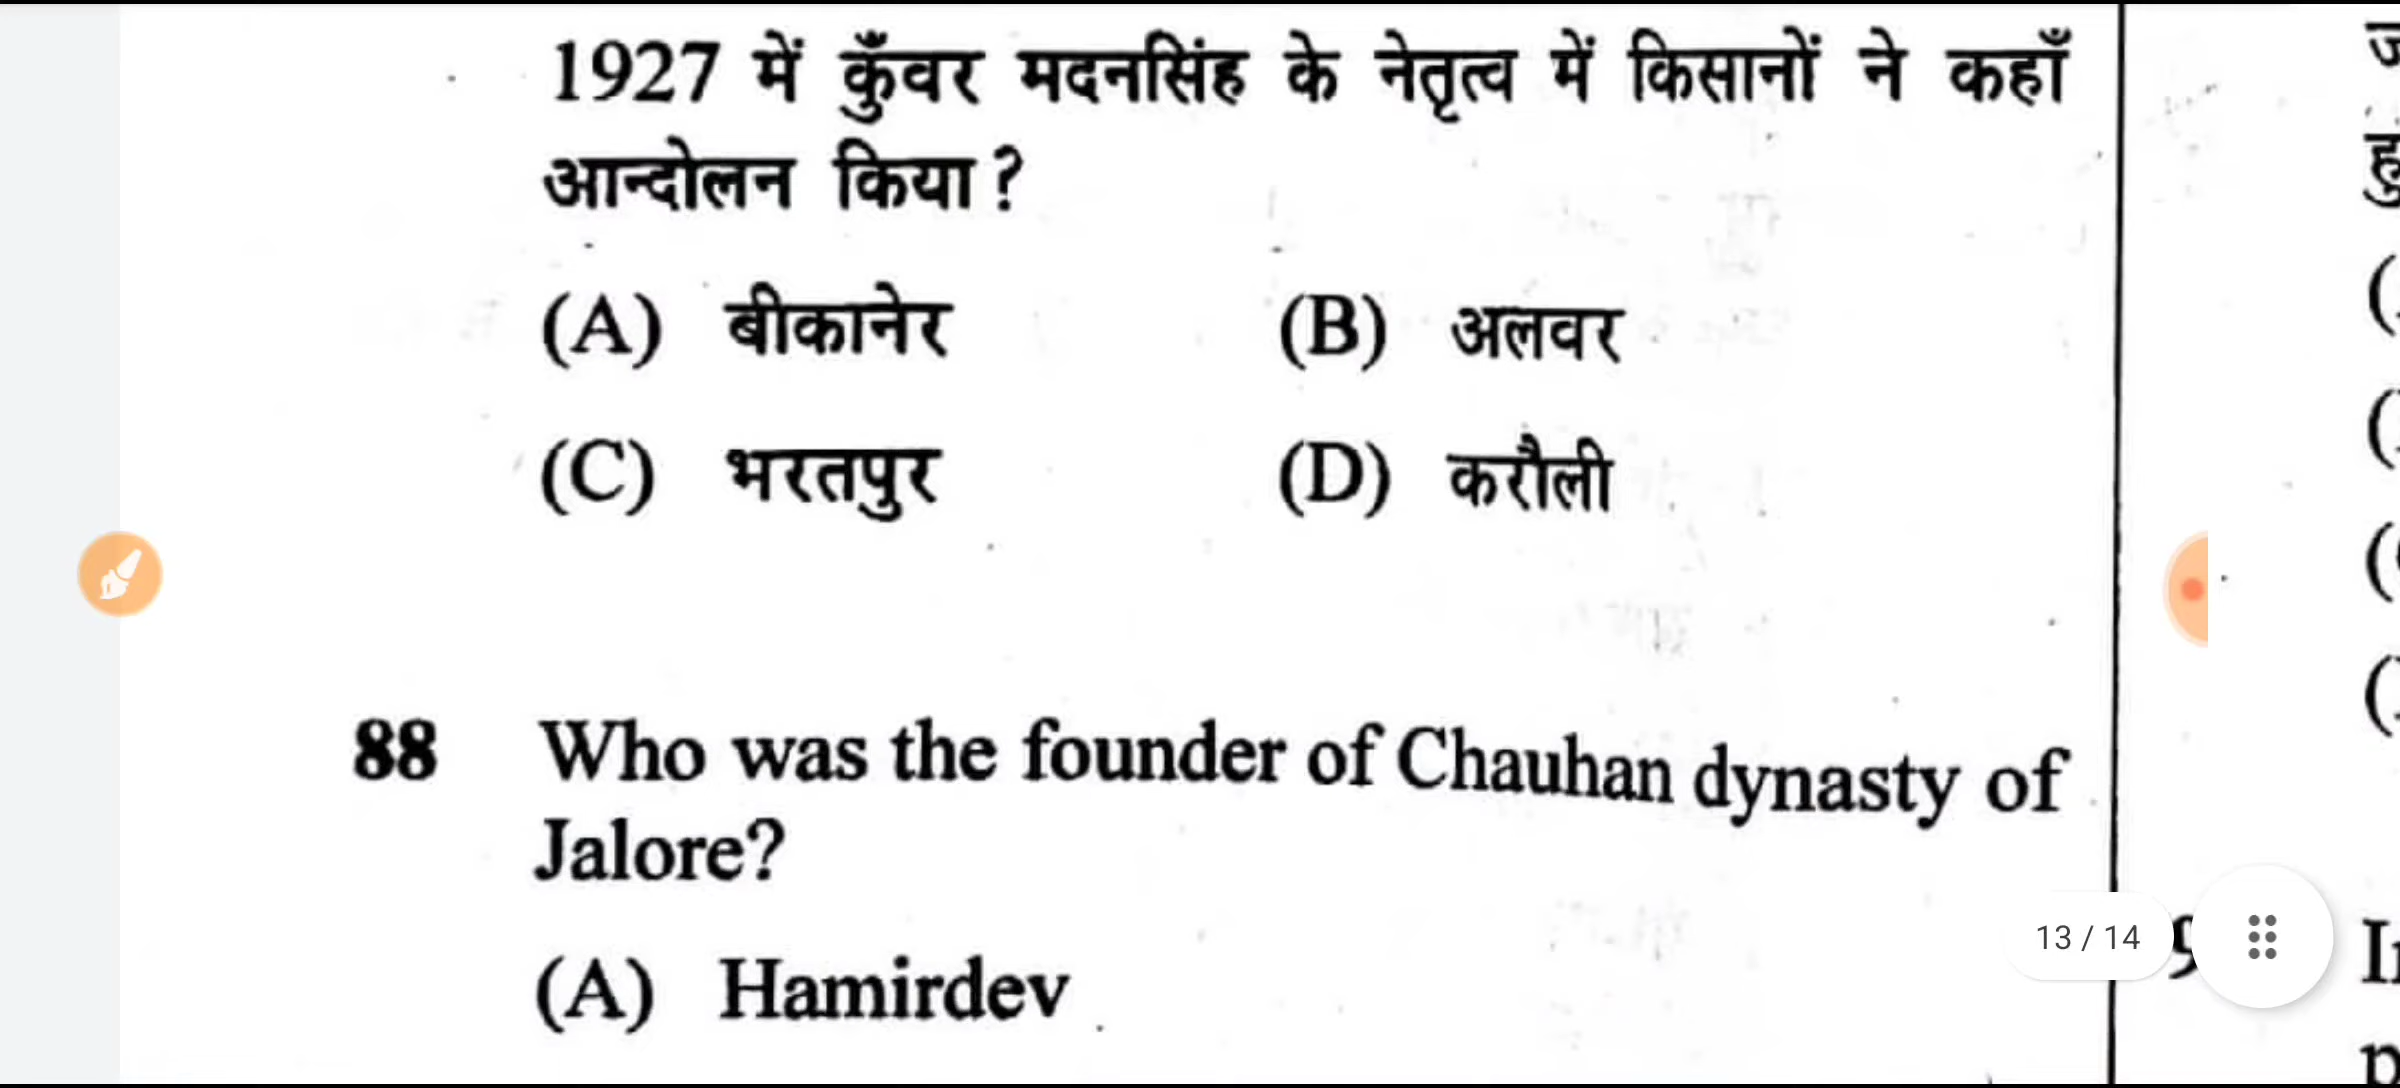 1927 में कुँवर मदनसिंह के नेतृत्व में किसानों ने कहाँ
आन्दोलन किया?
(A) बीकानेर (B) अलवर
(C) भरतपुर (D) करौली
88 Who was the founder of Chauhan dynasty of
Jalore?
(A) Hamirdev
13 / 14